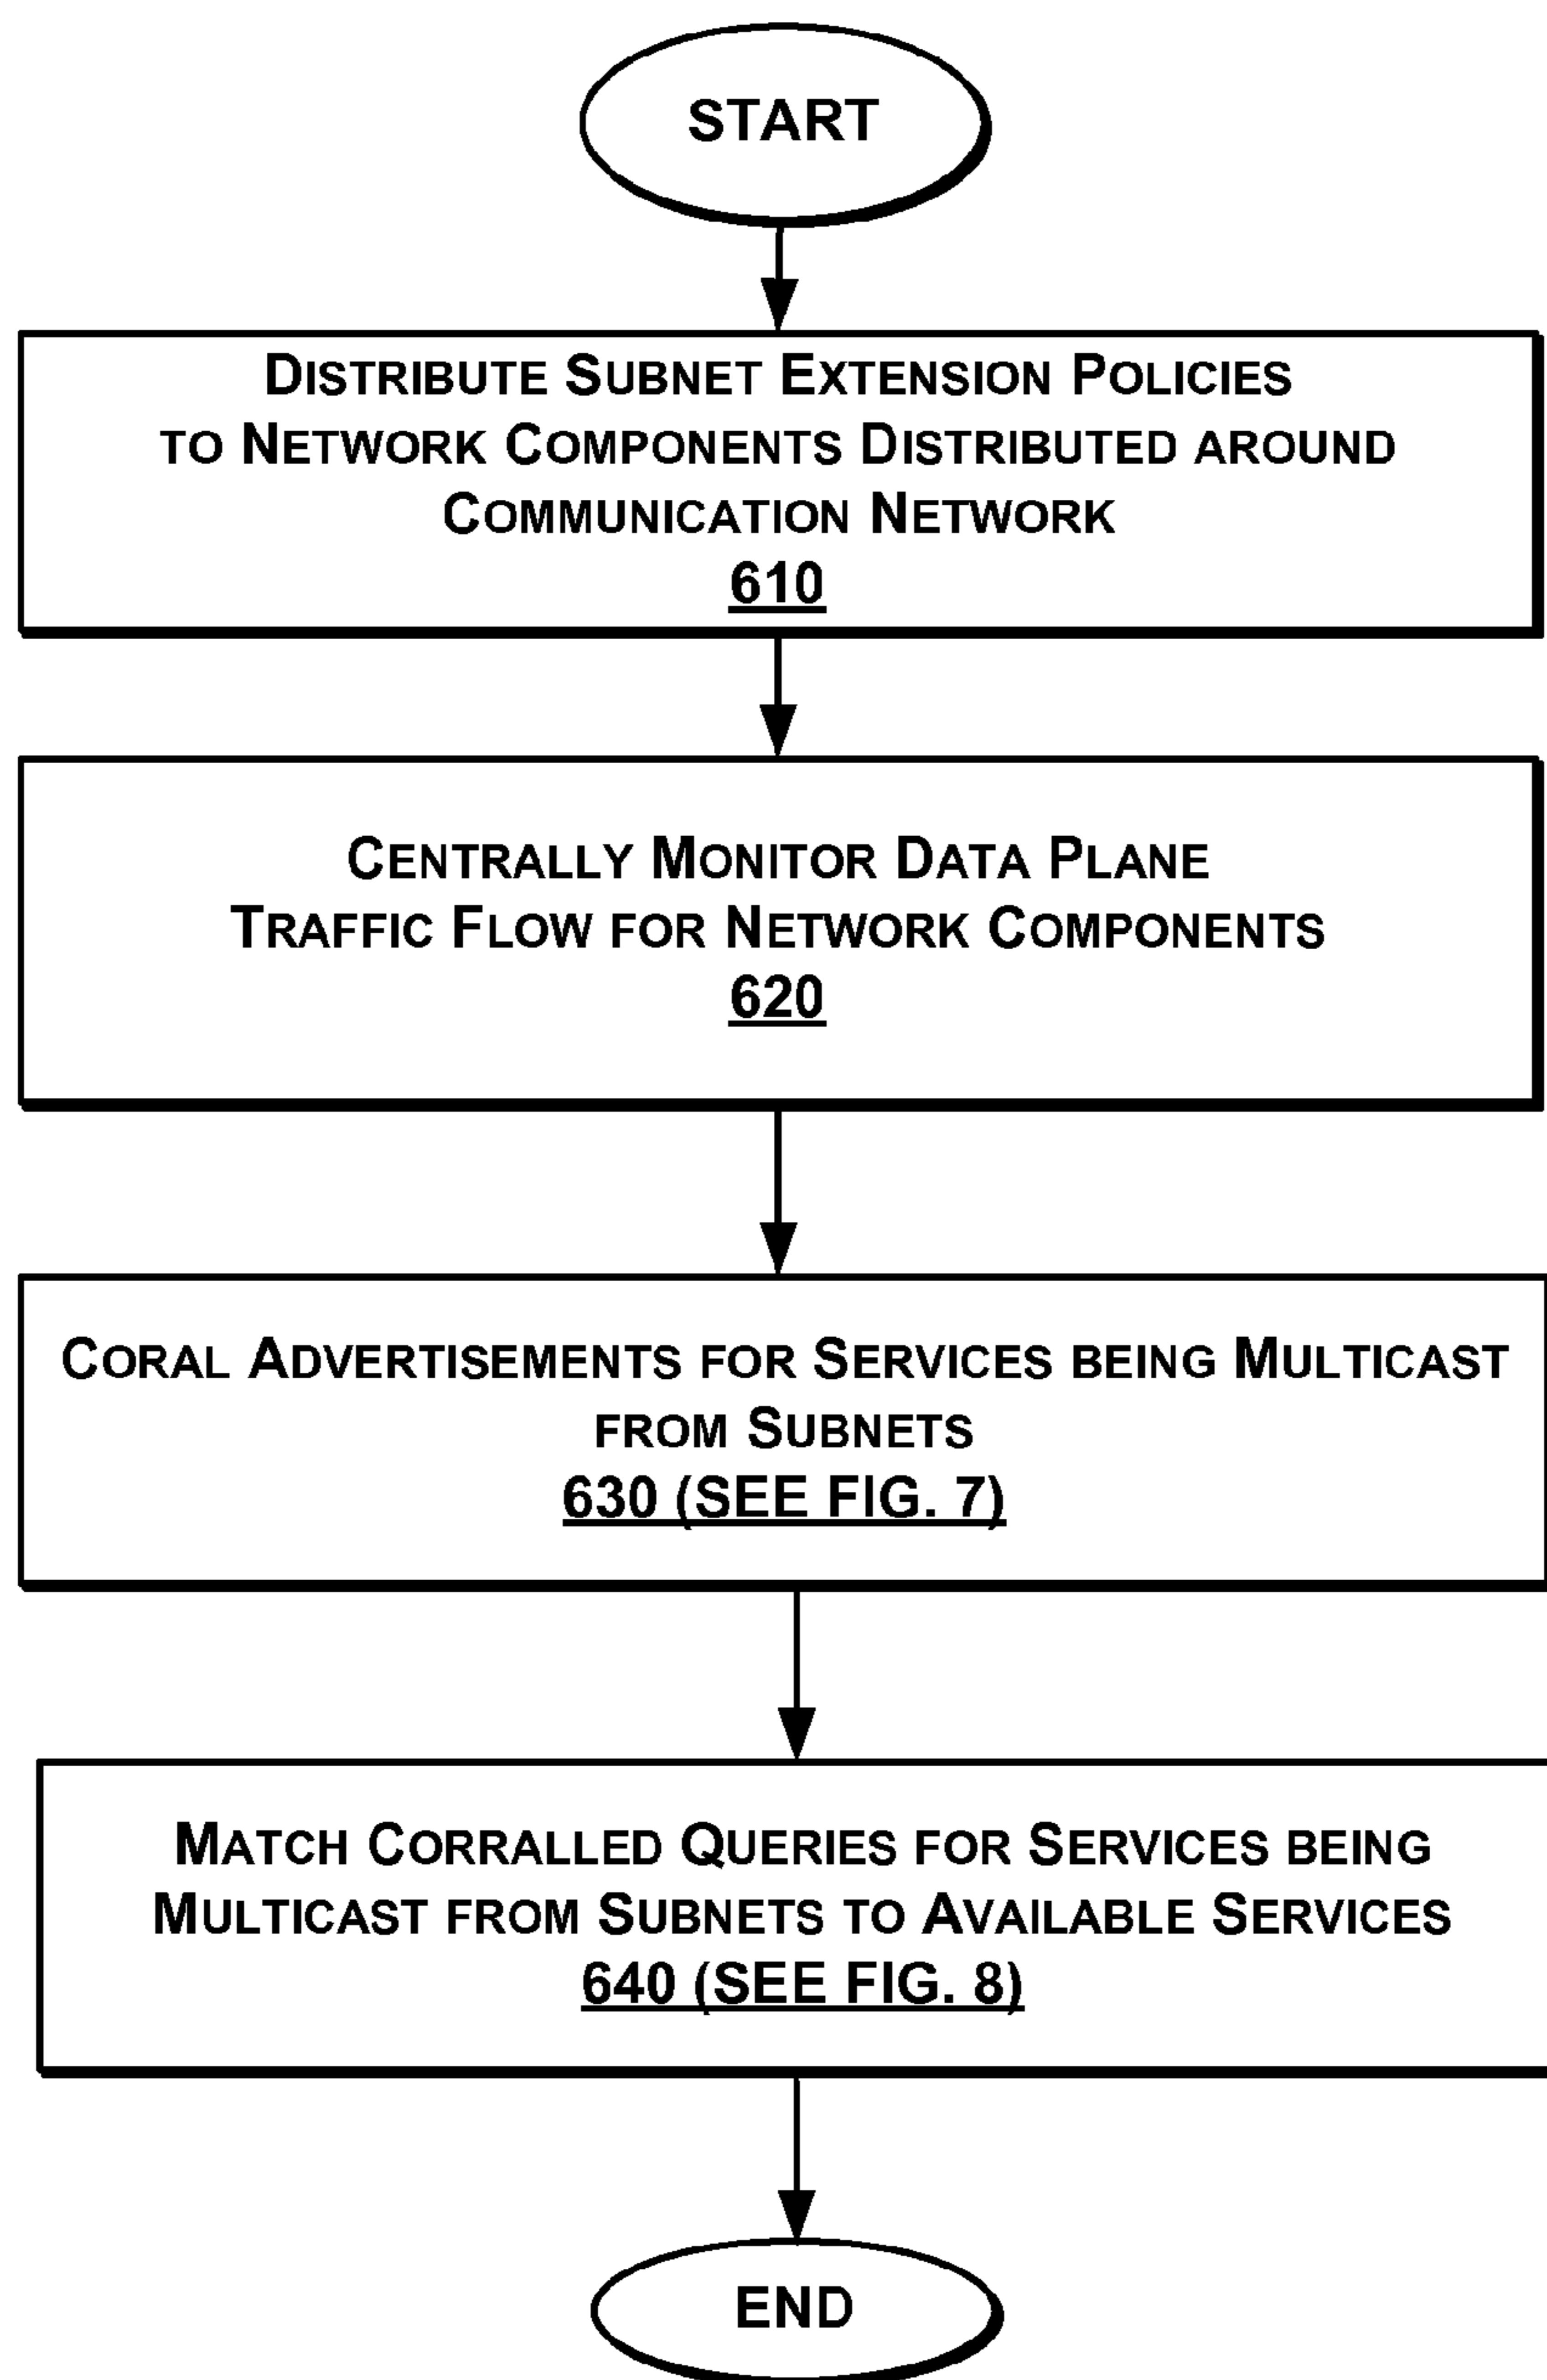 START
DISTRIBUTE SUBNET EXTENSION POLICIES
TO NETWORK COMPONENTS DISTRIBUTED AROUND
COMMUNICATION NETWORK
610
CENTRALLY MONITOR DATA PLANE
TRAFFIC FLOW FOR NETWORK COMPONENTS
620
CORAL ADVERTISEMENTS FOR SERVICES BEING MULTICAST
FROM SUBNETS
630 (SEE FIG. 7)
MATCH CORRALLED QUERIES FOR SERVICES BEING
MULTICAST FROM SUBNETS TO AVAILABLE SERVICES
640 (SEE FIG. 8)
END